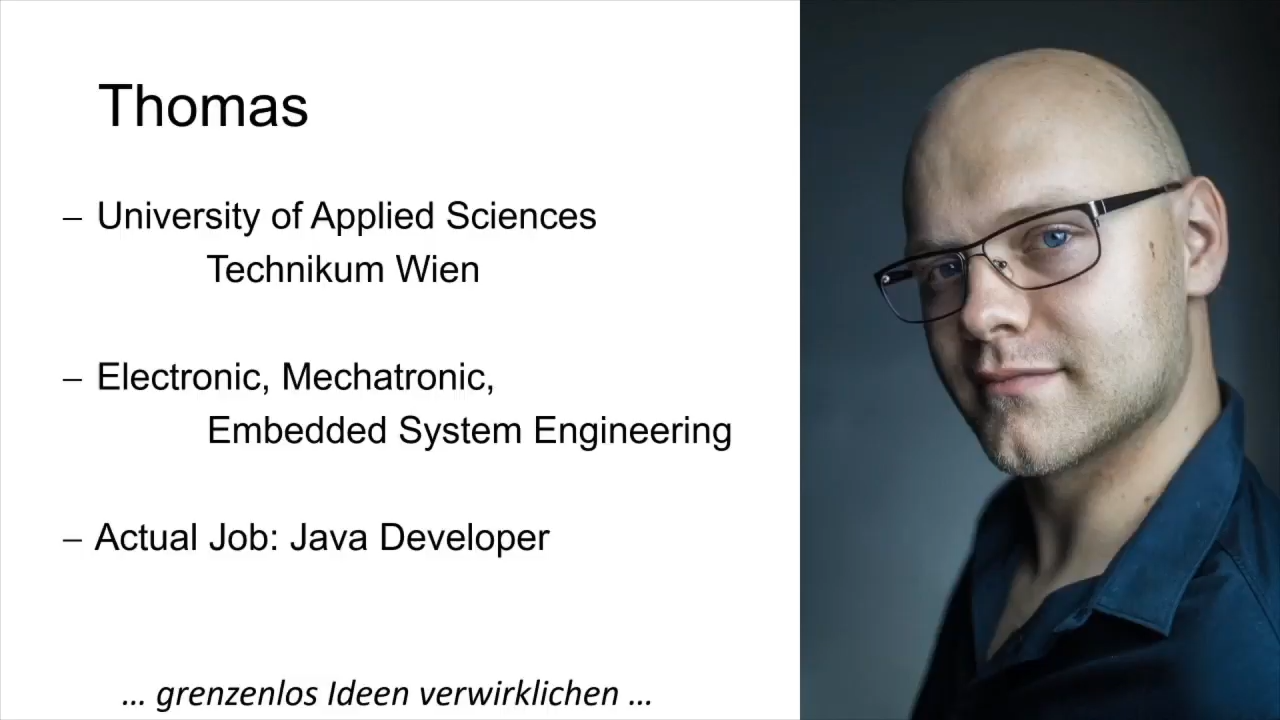 Thomas
– University of Applied Sciences
Technikum Wien
– Electronic, Mechatronic,
Embedded System Engineering
– Actual Job: Java Developer
... grenzenlos Ideen verwirklichen ...